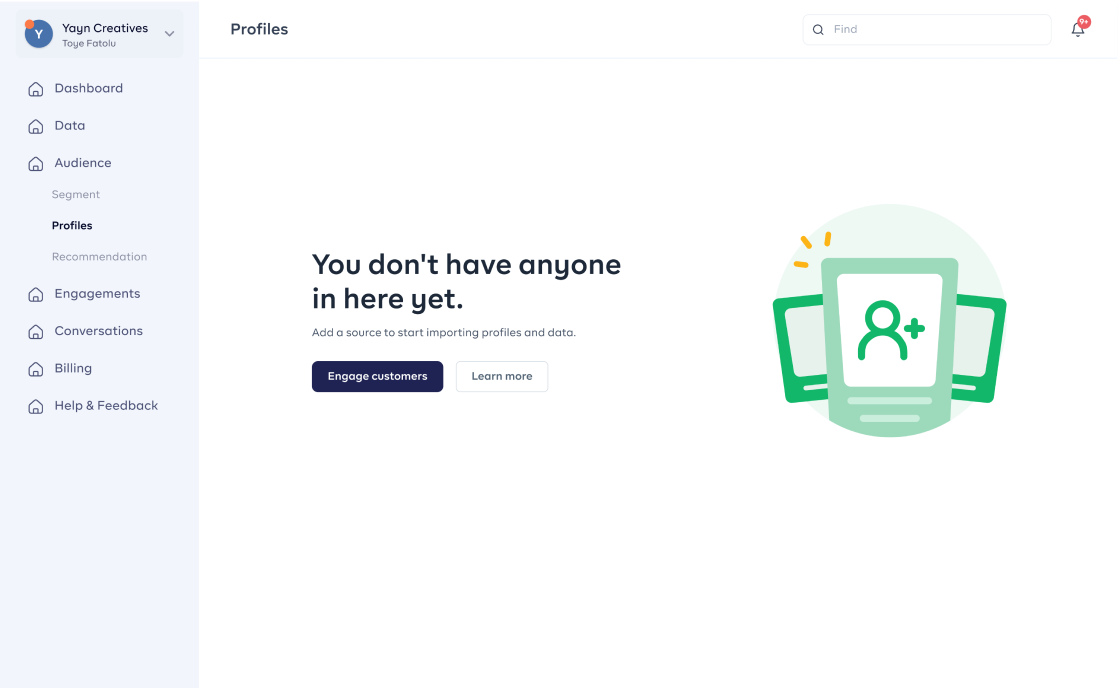 Y
Yayn Creatives
Toye Fatolu
Profiles
Find
9+
Dashboard
Data
Audience
Segment
Profiles
Recommendation
Engagements
Conversations
Billing
Help & Feedback
You don't have anyone
in here yet.
Add a source to start importing profiles and data.
Engage customers
Learn more